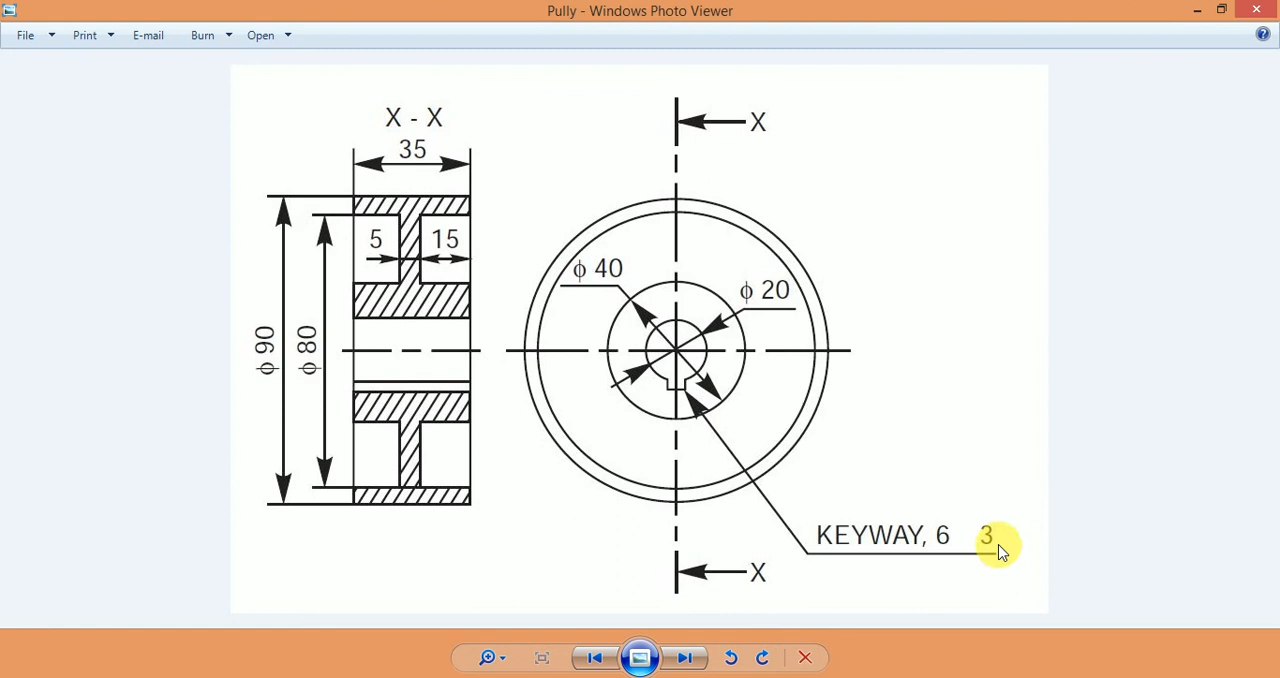 Pully - Windows Photo Viewer
File Print E-mail Burn Open
X - X
35
X
5 15
ϕ 40
ϕ 20
ϕ 90
ϕ 80
KEYWAY, 6 3
X